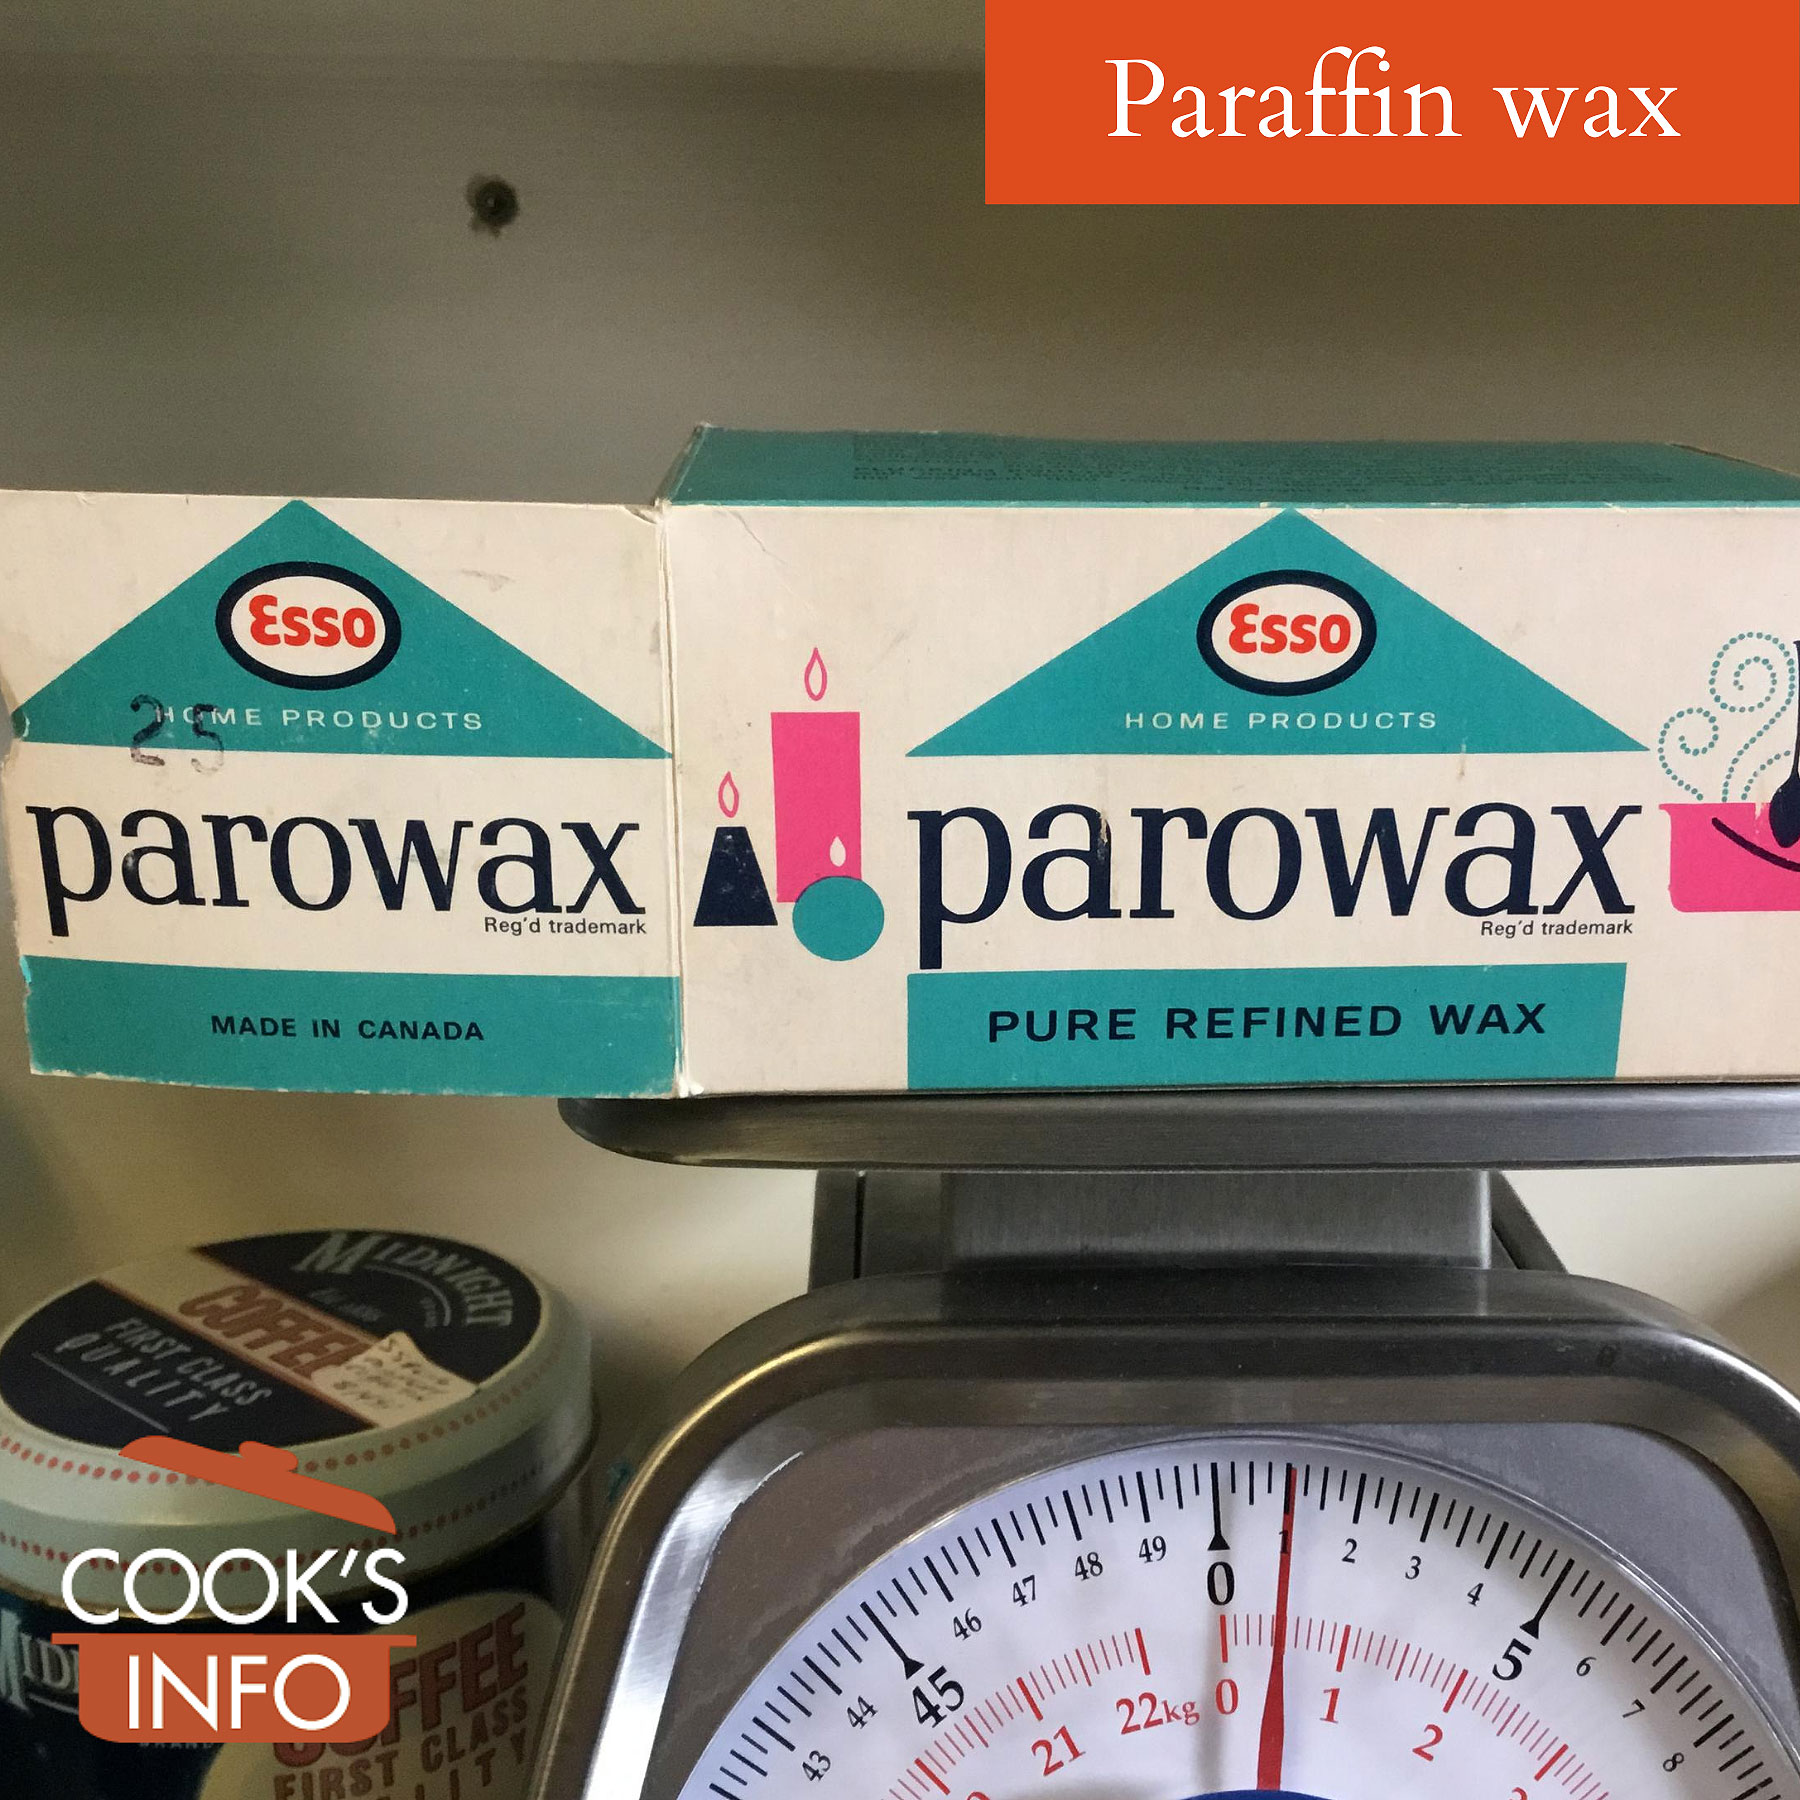 Paraffin wax
Esso
HOME PRODUCTS
25
parowax
Reg'd trademark
MADE IN CANADA
Esso
HOME PRODUCTS
parowax
Reg'd trademark
PURE REFINED WAX
MIDNIGHT
COFFEE
FIRST CLASS
QUALITY
COOK'S
INFO
COFFEE
FIRST CLASS
43 44 45 46 47 48 49 0 1 2 3 4 5 6 7 8
21 22kg 0 1 2